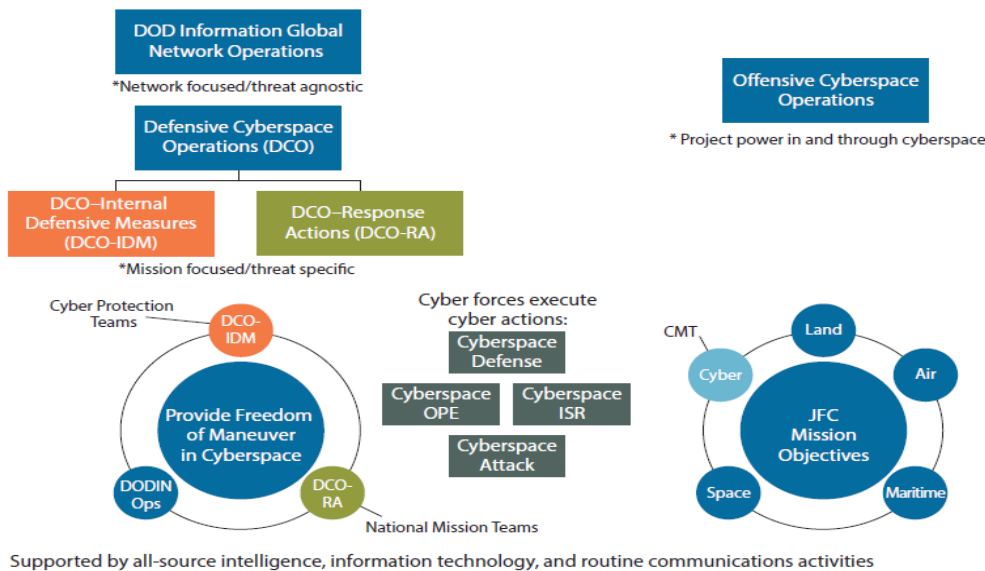 DOD Information Global
Network Operations
*Network focused/threat agnostic
Offensive Cyberspace
Operations
* Project power in and through cyberspace
Defensive Cyberspace
Operations (DCO)
DCO–Internal
Defensive Measures
(DCO-IDM)
DCO–Response
Actions (DCO-RA)
*Mission focused/threat specific
Cyber Protection
Teams
DCO-
IDM
Provide Freedom
of Maneuver
in Cyberspace
DODIN
Ops
DCO-
RA
National Mission Teams
Cyber forces execute
cyber actions:
Cyberspace
Defense
Cyberspace
OPE
Cyberspace
ISR
Cyberspace
Attack
CMT
Cyber
Land
Air
JFC
Mission
Objectives
Space
Maritime
Supported by all-source intelligence, information technology, and routine communications activities